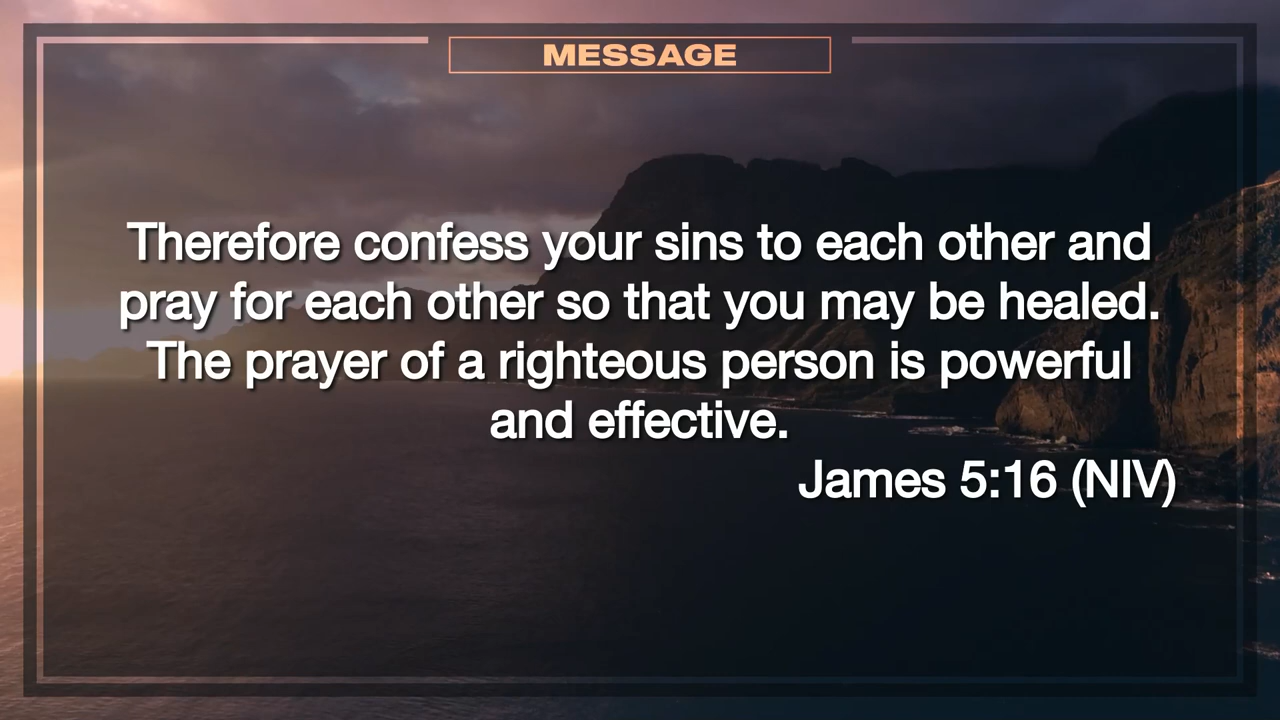 MESSAGE
Therefore confess your sins to each other and
pray for each other so that you may be healed.
The prayer of a righteous person is powerful
and effective.
James 5:16 (NIV)